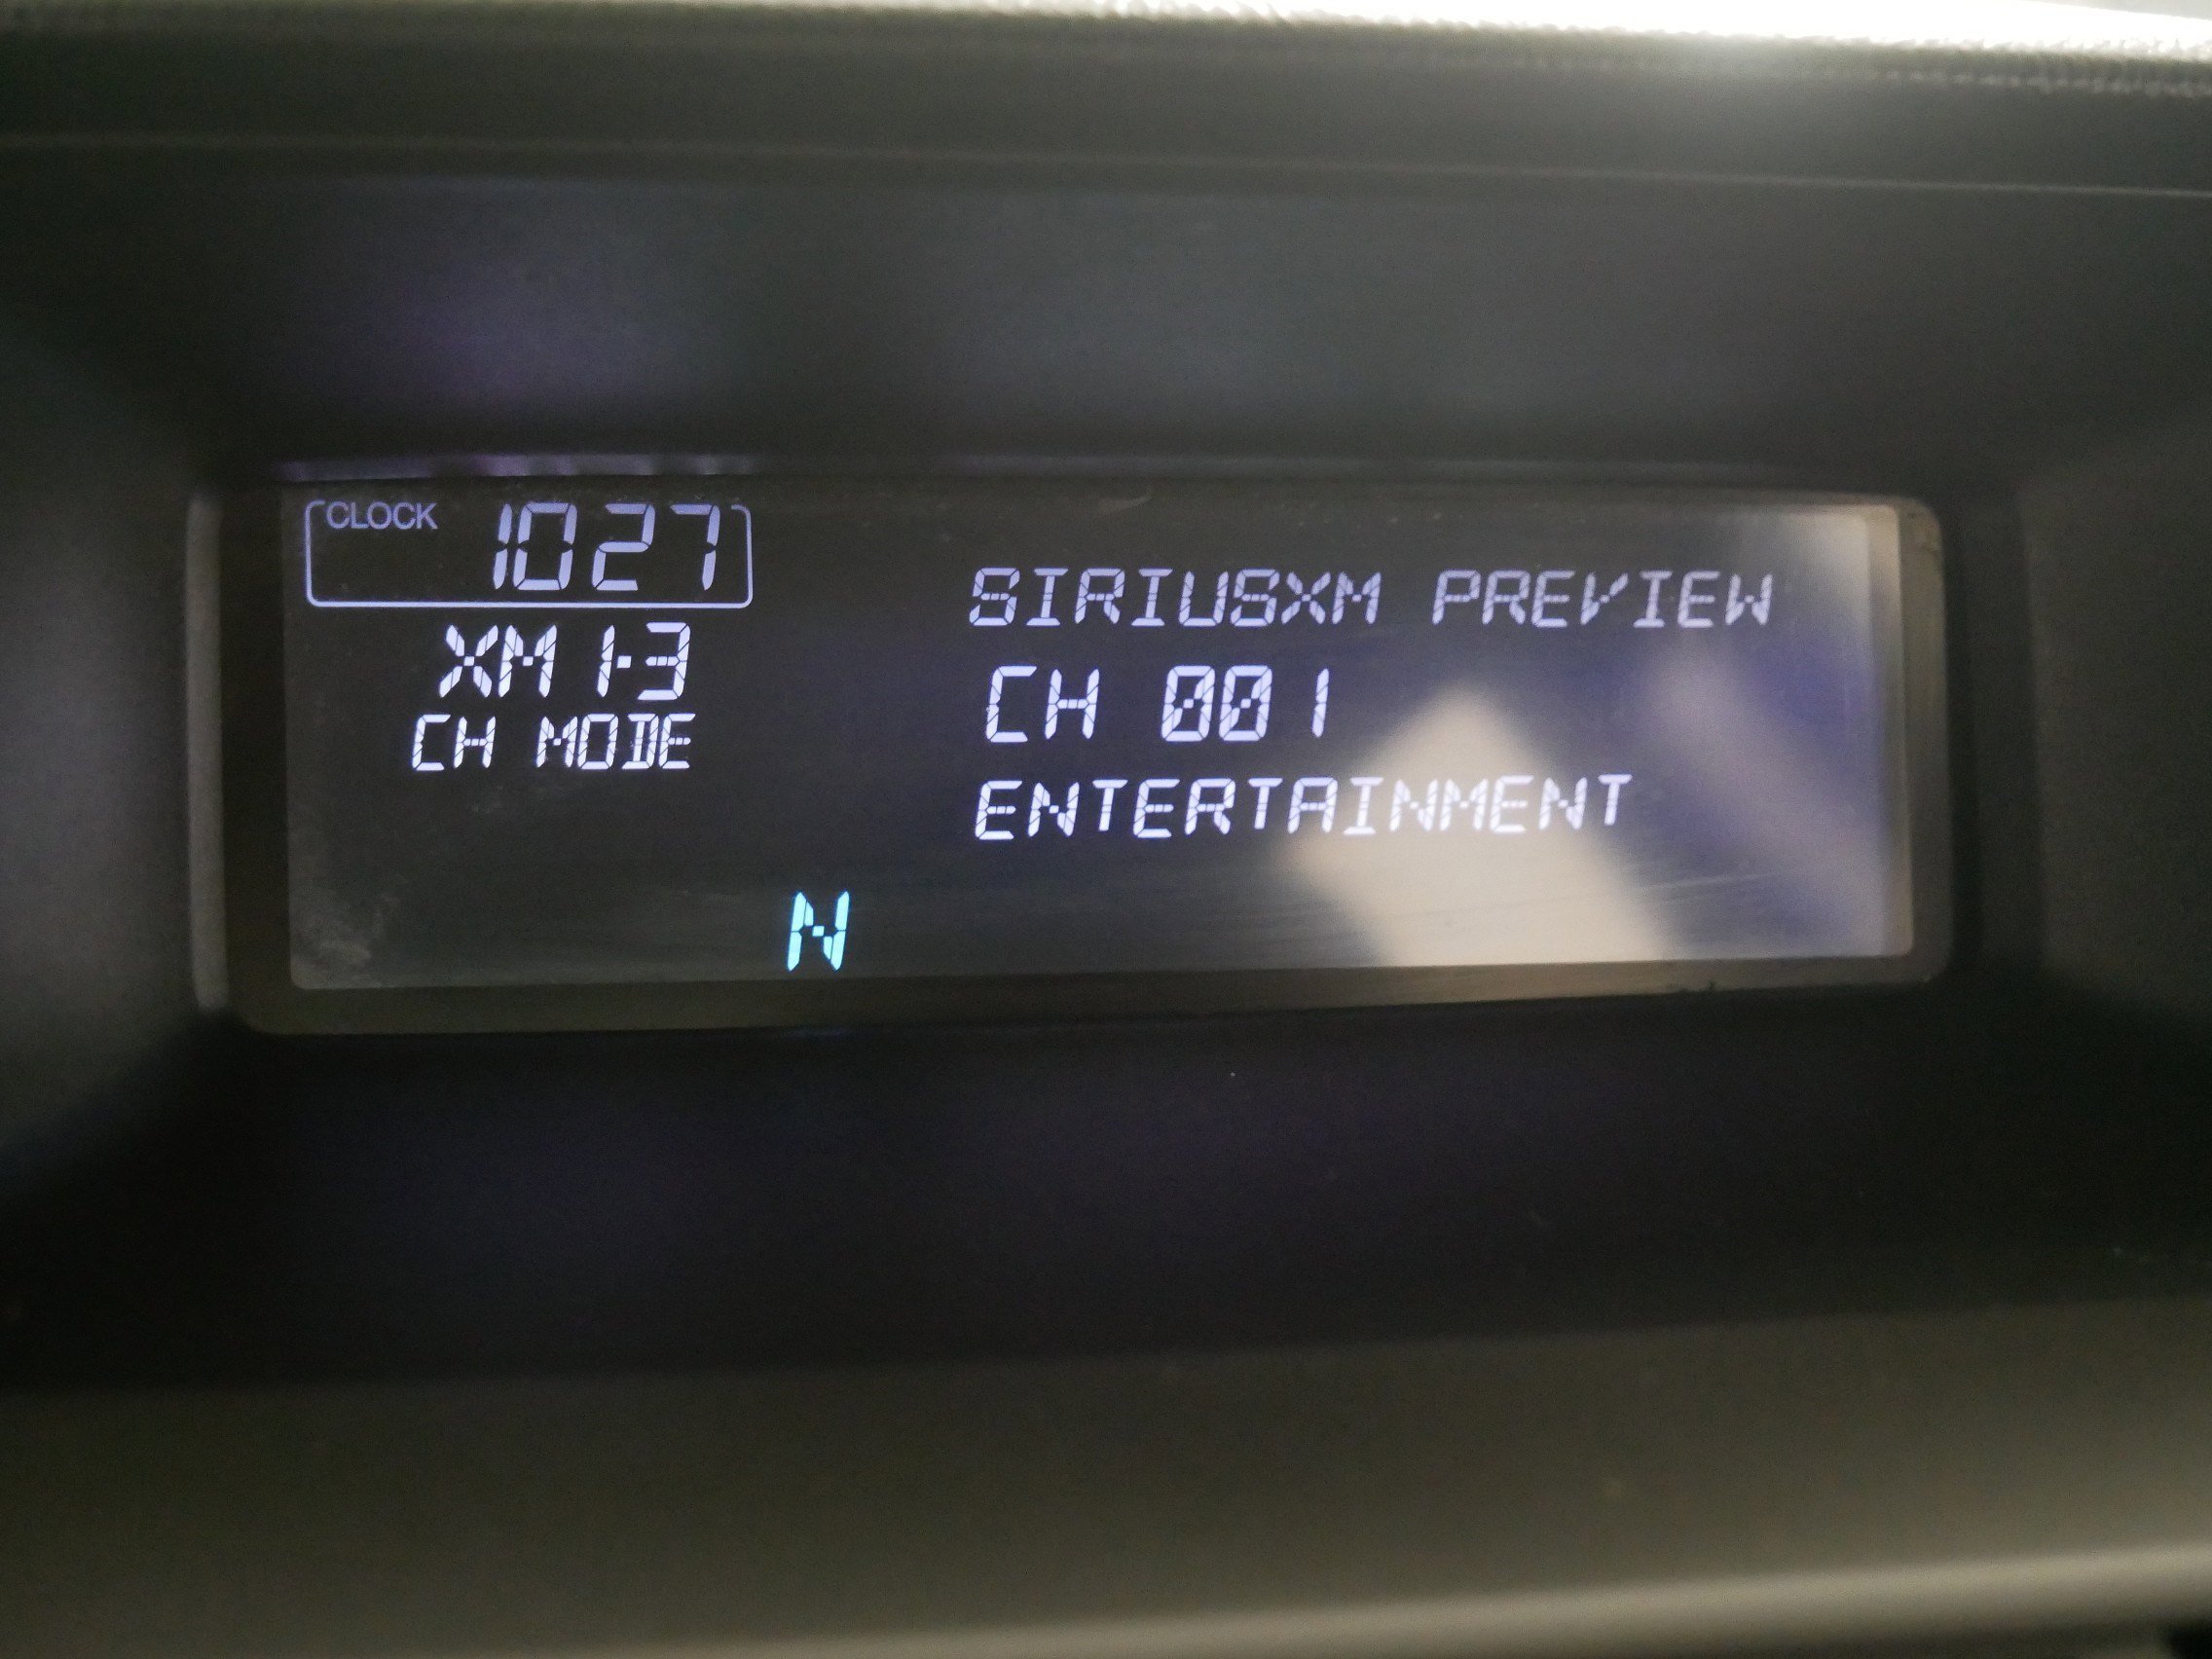 CLOCK 1027
XM 1-3
CH MODE
SIRIUSXM PREVIEW
CH 001
ENTERTAINMENT
N